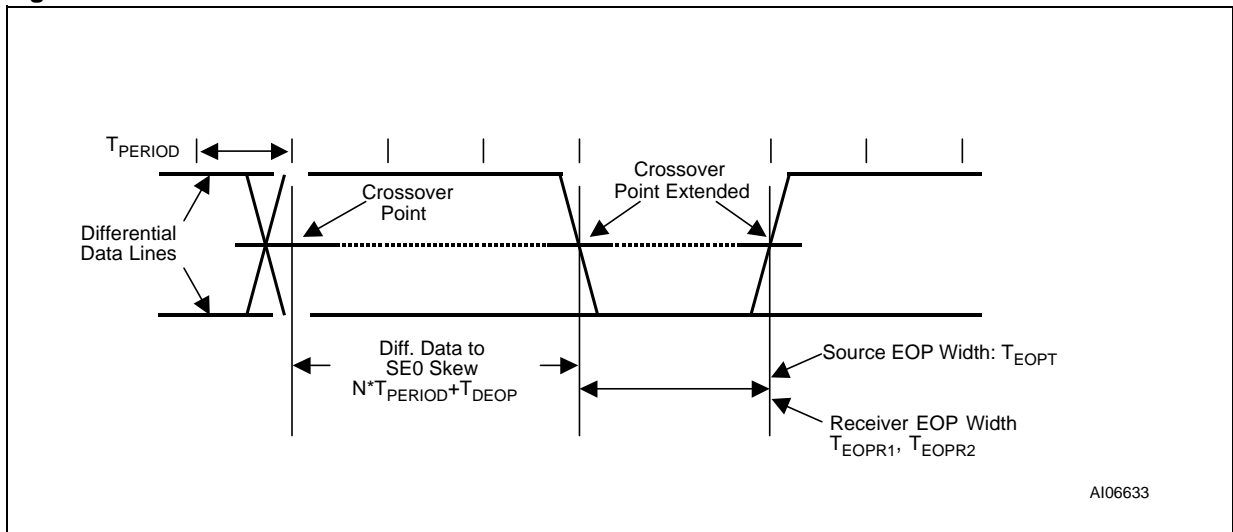 TPERIOD
Differential
Data Lines
Crossover
Point
Crossover
Point Extended
Diff. Data to
SE0 Skew
N*TPERIOD+TDEOP
Source EOP Width: TEOPT
Receiver EOP Width
TEOPR1, TEOPR2
AI06633